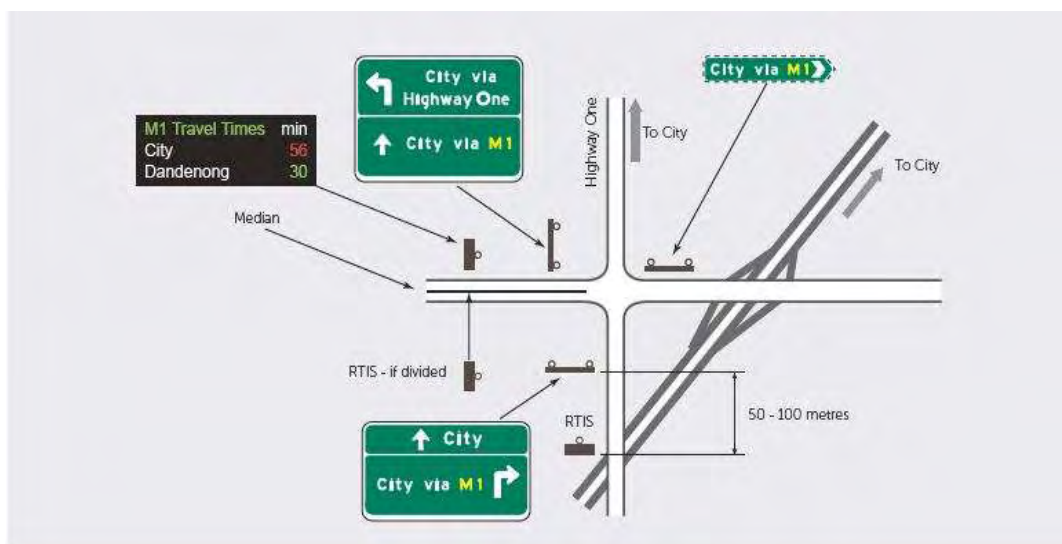 City via
Highway One
City via M1
City via M1
M1 Travel Times min
City 56
Dandenong 30
Highway One
To City
To City
Median
RTIS - if divided
RTIS
50 - 100 metres
City
City via M1